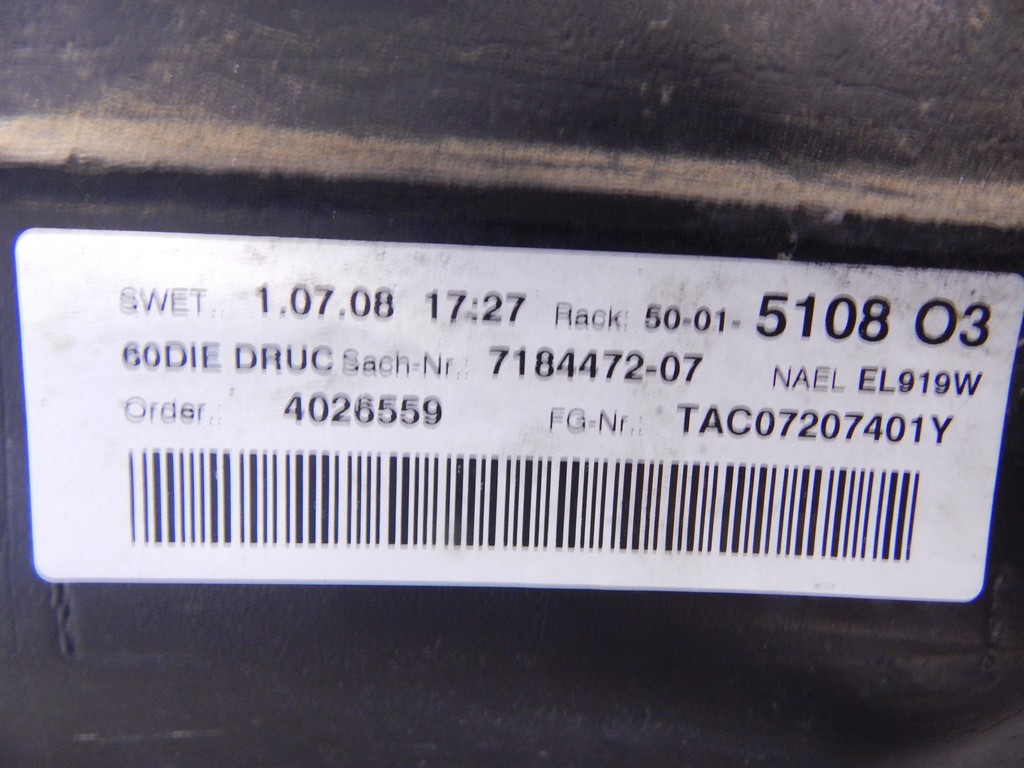 SWET.: 1.07.08 17:27 Rack: 50-01- 5108 O3
60DIE DRUC Sach-Nr.: 7184472-07 NAEL EL919W
Order.: 4026559 FG-Nr.: TAC07207401Y